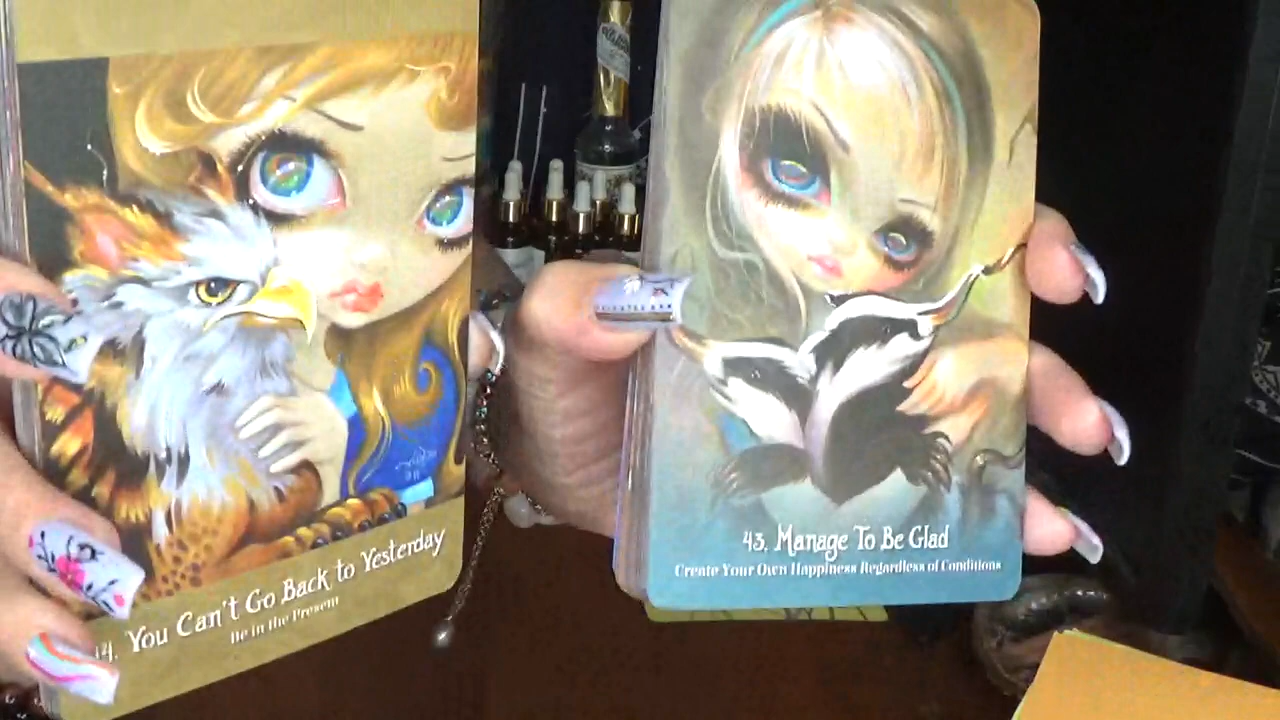 44. You Can't Go Back to Yesterday
Be in the Present
43. Manage To Be Glad
Create Your Own Happiness Regardless of Conditions